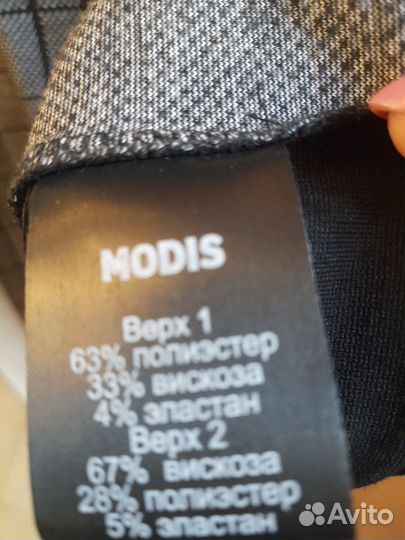 MODIS
Верх 1
63% полиэстер
33% вискоза
4% эластан
Верх 2
67% вискоза
28% полиэстер
5% эластан
Avito